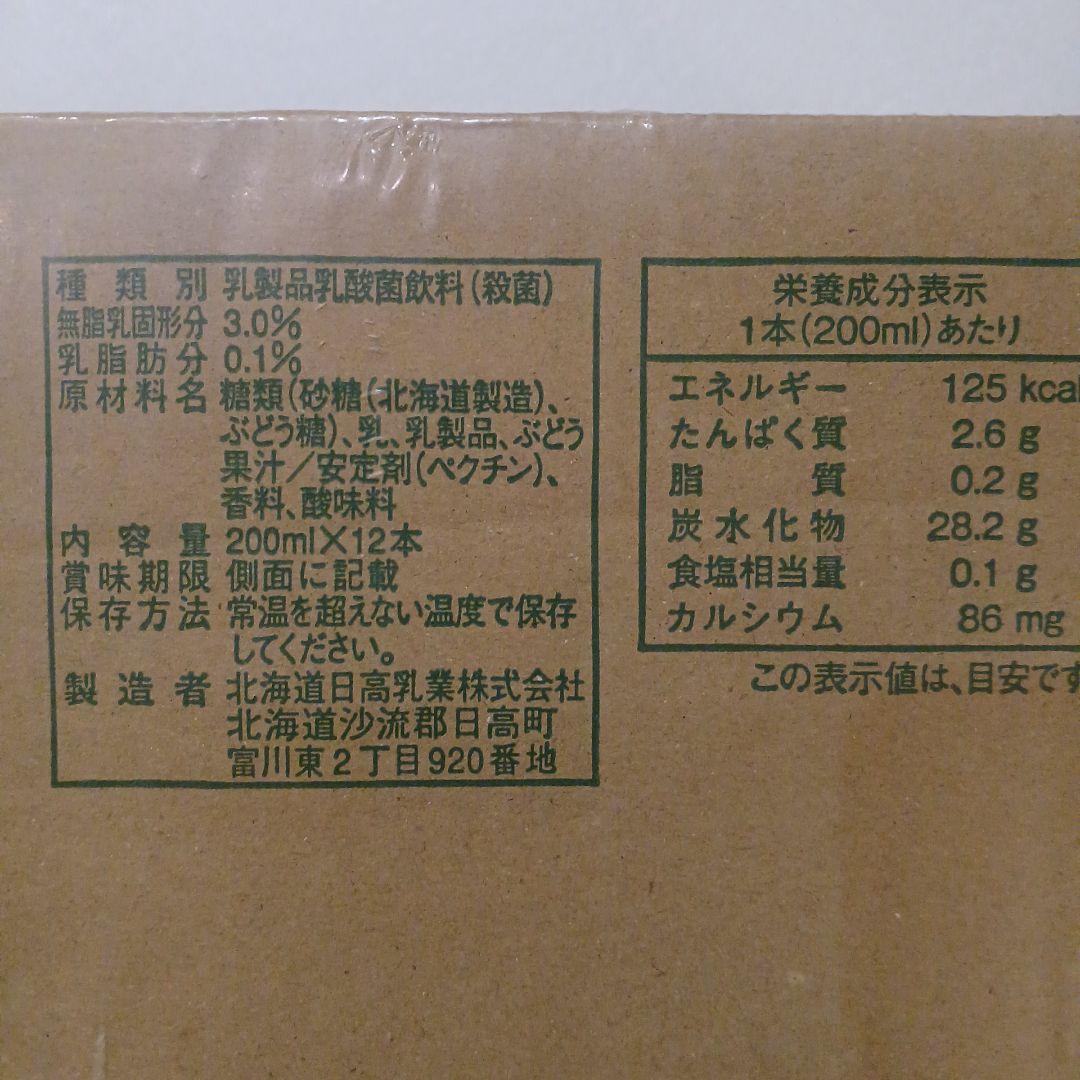 種類別 乳製品乳酸菌飲料(殺菌)
無脂乳固形分 3.0%
乳脂肪分 0.1%
原材料名 糖類(砂糖(北海道製造)、
ぶどう糖)、乳、乳製品、ぶどう
果汁/安定剤(ペクチン)、
香料、酸味料
内容量 200ml×12本
賞味期限 側面に記載
保存方法 常温を超えない温度で保存
してください。
製造者 北海道日高乳業株式会社
北海道沙流郡日高町
富川東2丁目920番地
栄養成分表示
1本(200ml)あたり
エネルギー 125 kcal
たんぱく質 2.6 g
脂質 0.2 g
炭水化物 28.2 g
食塩相当量 0.1 g
カルシウム 86 mg
この表示値は、目安です